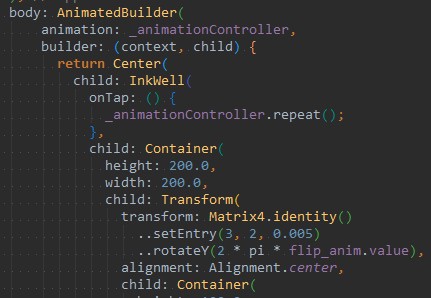 body: AnimatedBuilder(
animation: _animationController,
builder: (context, child) {
return Center(
child: InkWell(
onTap: () {
_animationController.repeat();
},
child: Container(
height: 200.0,
width: 200.0,
child: Transform(
transform: Matrix4.identity()
..setEntry(3, 2, 0.005)
..rotateY(2 * pi * flip_anim.value),
alignment: Alignment.center,
child: Container(